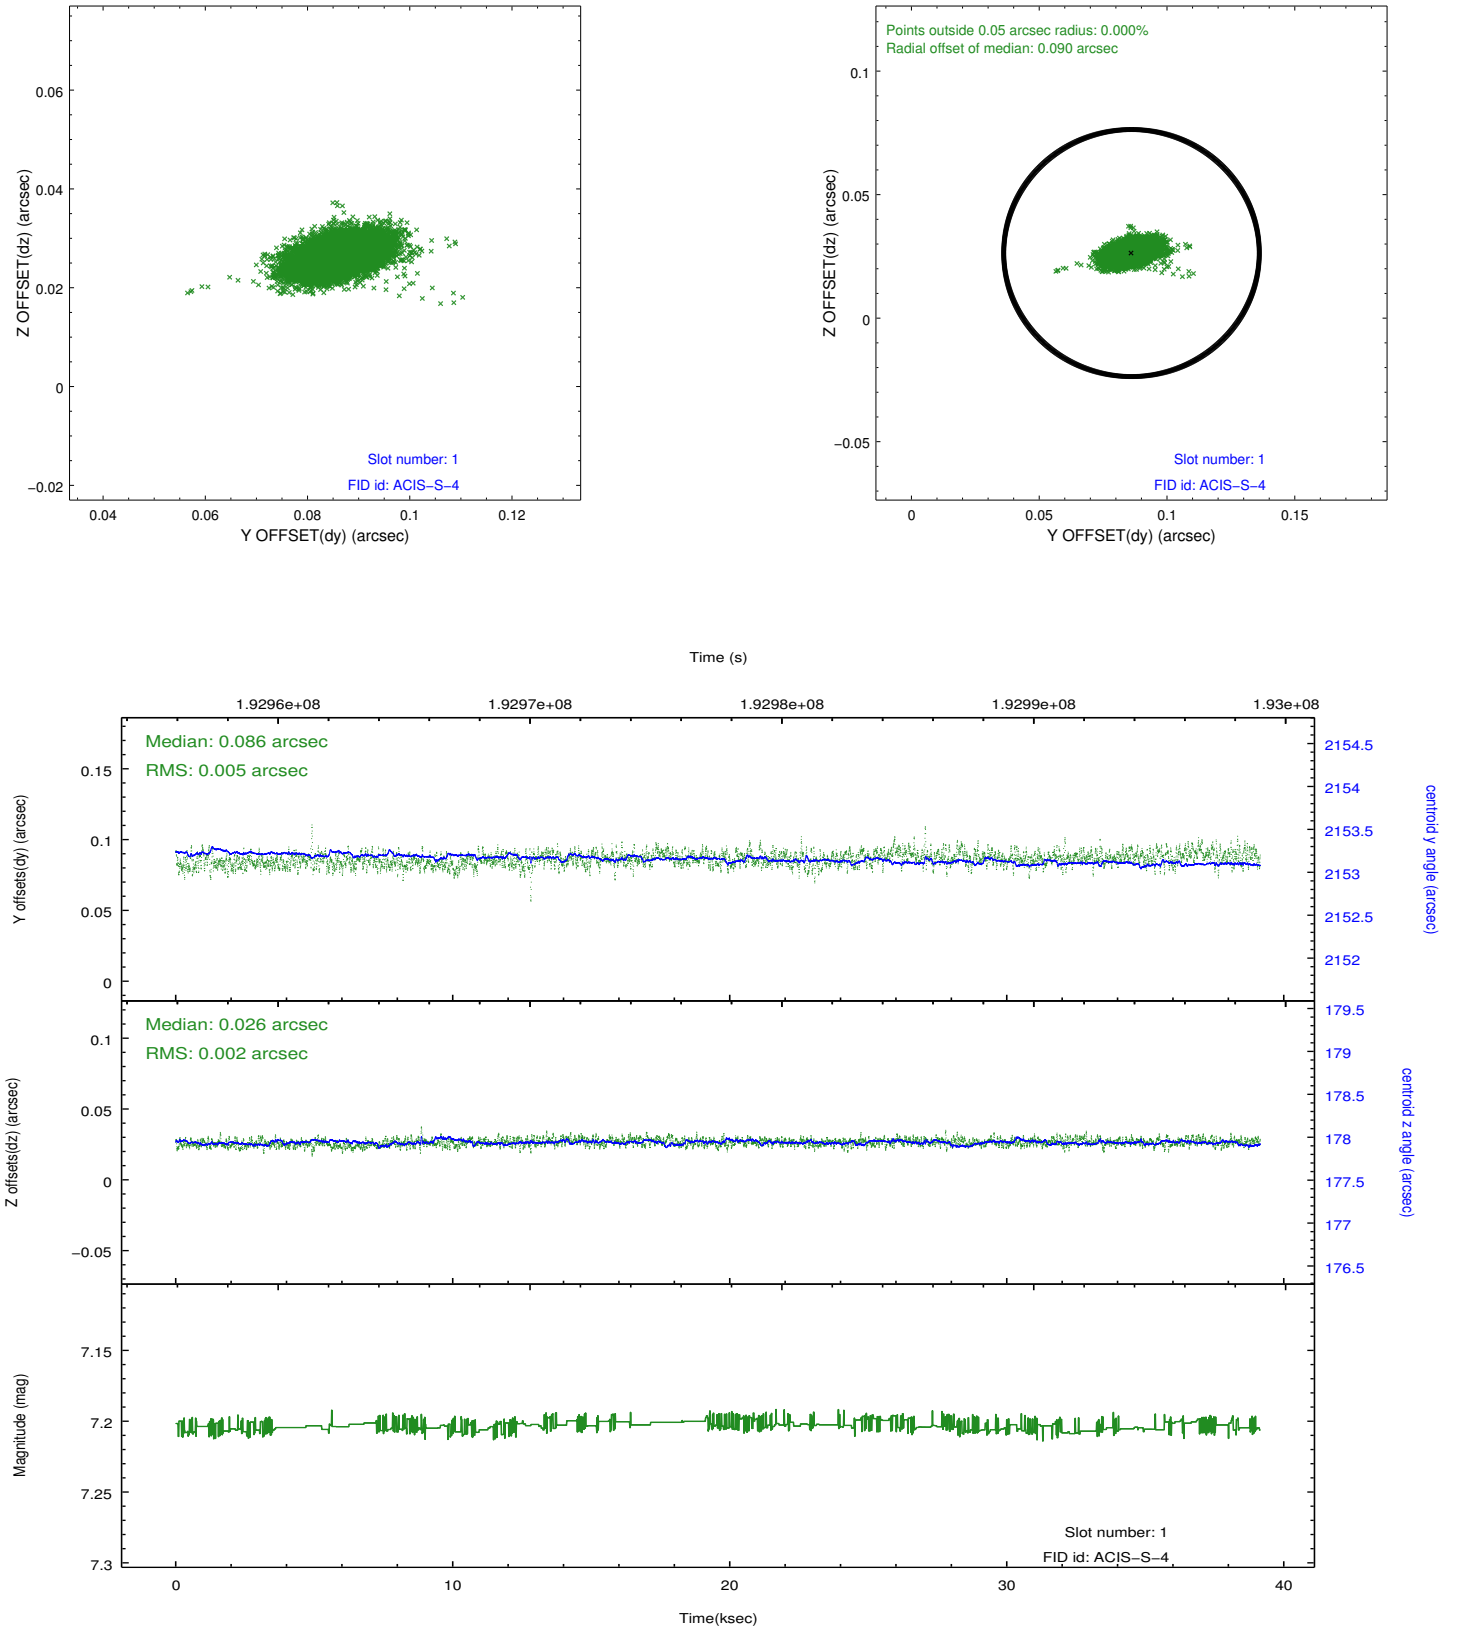 0.06
0.04
0.02
0
−0.02
Z OFFSET(dz) (arcsec)
Slot number: 1
FID id: ACIS−S−4
0.04 0.06 0.08 0.1 0.12
Y OFFSET(dy) (arcsec)
Points outside 0.05 arcsec radius: 0.000%
Radial offset of median: 0.090 arcsec
0.1
0.05
0
−0.05
Z OFFSET(dz) (arcsec)
Slot number: 1
FID id: ACIS−S−4
0 0.05 0.1 0.15
Y OFFSET(dy) (arcsec)
Time (s)
1.9296e+08 1.9297e+08 1.9298e+08 1.9299e+08 1.93e+08
Median: 0.086 arcsec
RMS: 0.005 arcsec
0.15
0.1
0.05
0
Y offsets(dy) (arcsec)
2154.5
2154
2153.5
2153
2152.5
2152
centroid y angle (arcsec)
Median: 0.026 arcsec
RMS: 0.002 arcsec
0.1
0.05
0
−0.05
Z offsets(dz) (arcsec)
179.5
179
178.5
178
177.5
177
176.5
centroid z angle (arcsec)
7.15
7.2
7.25
7.3
Magnitude (mag)
Slot number: 1
FID id: ACIS−S−4
0 10 20 30 40
Time(ksec)